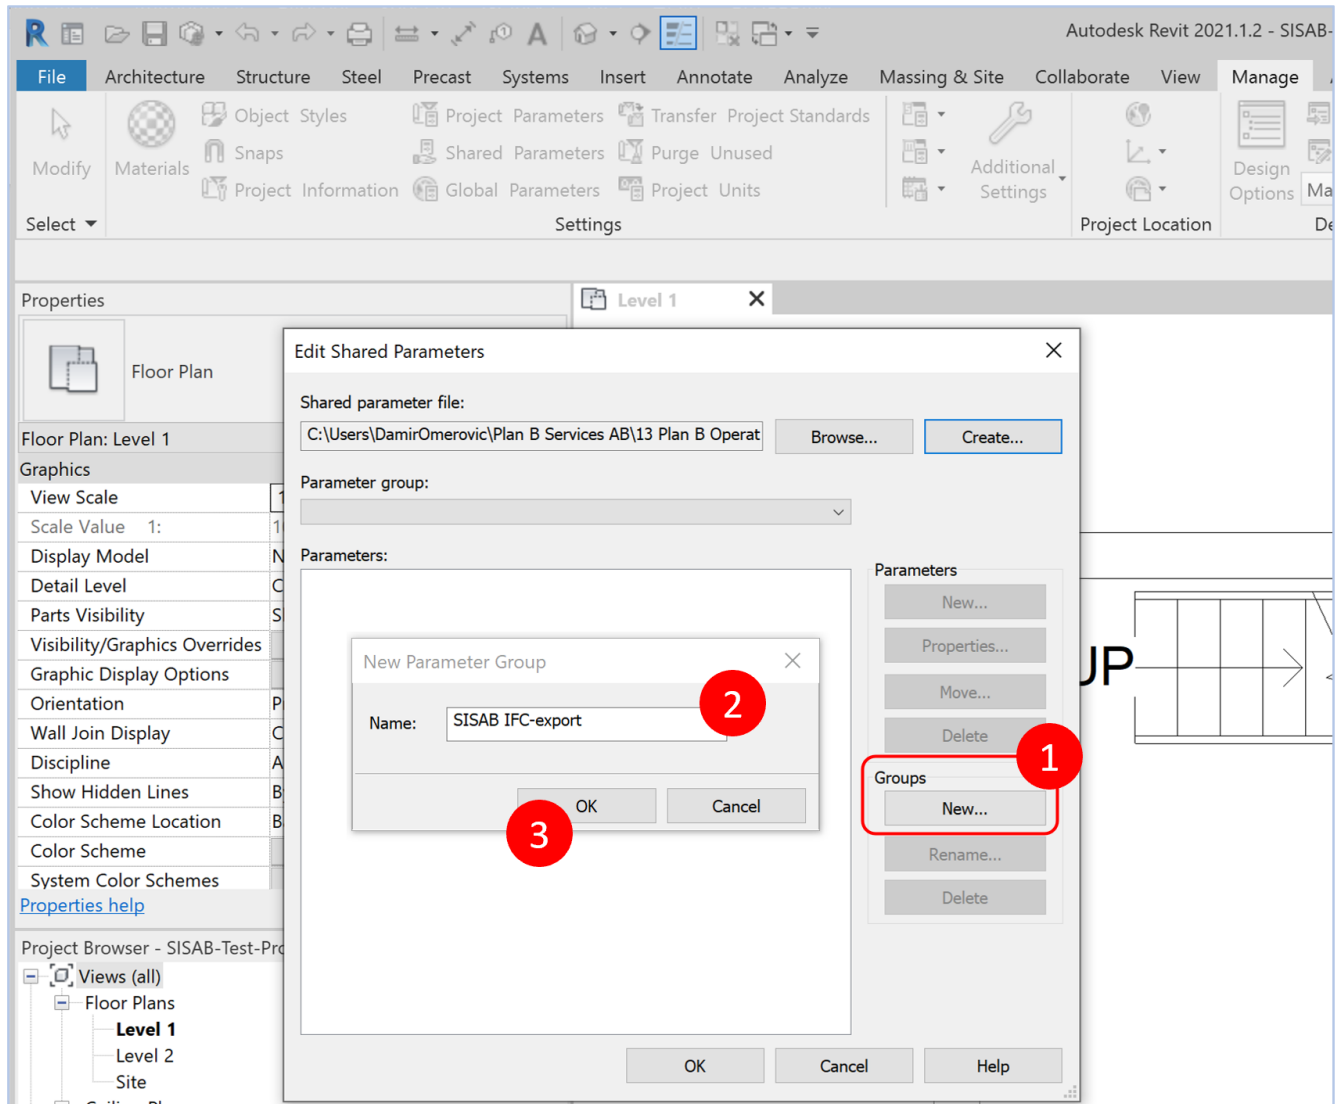 Autodesk Revit 2021.1.2 - SISAB-
File Architecture Structure Steel Precast Systems Insert Annotate Analyze Massing & Site Collaborate View Manage
Modify
Materials
Object Styles
Snaps
Project Information
Project Parameters
Shared Parameters
Global Parameters
Transfer Project Standards
Purge Unused
Project Units
Additional
Settings
Design
Options
Ma
Select
Settings
Project Location
De
Properties
Level 1
Floor Plan
Floor Plan: Level 1
Graphics
View Scale 1
Scale Value 1: 1
Display Model N
Detail Level C
Parts Visibility S
Visibility/Graphics Overrides
Graphic Display Options
Orientation P
Wall Join Display C
Discipline A
Show Hidden Lines B
Color Scheme Location B
Color Scheme
System Color Schemes
Properties help
Project Browser - SISAB-Test-Pro
Views (all)
Floor Plans
Level 1
Level 2
Site
Edit Shared Parameters
Shared parameter file:
C:\Users\DamirOmerovic\Plan B Services AB\13 Plan B Operat
Browse...
Create...
Parameter group:
Parameters:
Parameters
New...
Properties...
Move...
Delete
1
Groups
New...
Rename...
Delete
New Parameter Group
2
Name: SISAB IFC-export
OK
Cancel
3
OK
Cancel
Help
UP